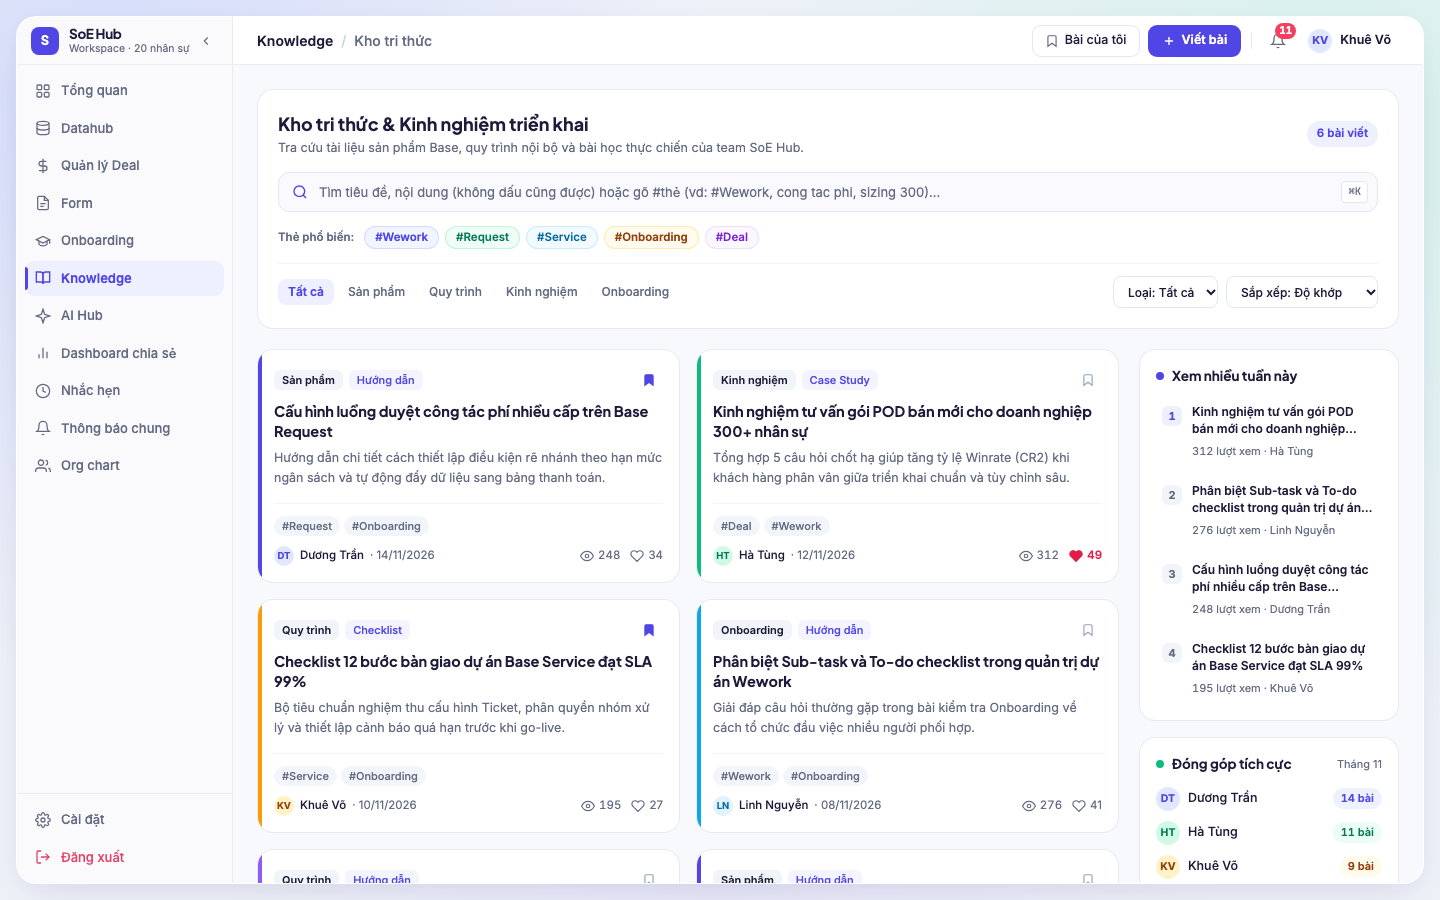 S
SoE Hub
Workspace · 20 nhân sự
Tổng quan
Datahub
Quản lý Deal
Form
Onboarding
Knowledge
AI Hub
Dashboard chia sẻ
Nhắc hẹn
Thông báo chung
Org chart
Cài đặt
Đăng xuất
Knowledge / Kho tri thức
Bài của tôi
+ Viết bài
11
KV Khuê Võ
Kho tri thức & Kinh nghiệm triển khai
Tra cứu tài liệu sản phẩm Base, quy trình nội bộ và bài học thực chiến của team SoE Hub.
6 bài viết
Tìm tiêu đề, nội dung (không dấu cũng được) hoặc gõ #thẻ (vd: #Wework, cong tac phi, sizing 300)...
⌘K
Thẻ phổ biến: #Wework #Request #Service #Onboarding #Deal
Tất cả Sản phẩm Quy trình Kinh nghiệm Onboarding
Loại: Tất cả
Sắp xếp: Độ khớp
Sản phẩm Hướng dẫn
Cấu hình luồng duyệt công tác phí nhiều cấp trên Base
Request
Hướng dẫn chi tiết cách thiết lập điều kiện rẽ nhánh theo hạn mức
ngân sách và tự động đẩy dữ liệu sang bảng thanh toán.
#Request #Onboarding
DT Dương Trần · 14/11/2026 248 34
Kinh nghiệm Case Study
Kinh nghiệm tư vấn gói POD bán mới cho doanh nghiệp
300+ nhân sự
Tổng hợp 5 câu hỏi chốt hạ giúp tăng tỷ lệ Winrate (CR2) khi
khách hàng phân vân giữa triển khai chuẩn và tùy chỉnh sâu.
#Deal #Wework
HT Hà Tùng · 12/11/2026 312 49
Quy trình Checklist
Checklist 12 bước bàn giao dự án Base Service đạt SLA
99%
Bộ tiêu chuẩn nghiệm thu cấu hình Ticket, phân quyền nhóm xử
lý và thiết lập cảnh báo quá hạn trước khi go-live.
#Service #Onboarding
KV Khuê Võ · 10/11/2026 195 27
Onboarding Hướng dẫn
Phân biệt Sub-task và To-do checklist trong quản trị dự
án Wework
Giải đáp câu hỏi thường gặp trong bài kiểm tra Onboarding về
cách tổ chức đầu việc nhiều người phối hợp.
#Wework #Onboarding
LN Linh Nguyễn · 08/11/2026 276 41
Quy trình Hướng dẫn
Sản phẩm Hướng dẫn
Xem nhiều tuần này
1 Kinh nghiệm tư vấn gói POD
bán mới cho doanh nghiệp...
312 lượt xem · Hà Tùng
2 Phân biệt Sub-task và To-do
checklist trong quản trị dự án...
276 lượt xem · Linh Nguyễn
3 Cấu hình luồng duyệt công tác
phí nhiều cấp trên Base...
248 lượt xem · Dương Trần
4 Checklist 12 bước bàn giao dự
án Base Service đạt SLA 99%
195 lượt xem · Khuê Võ
Đóng góp tích cực Tháng 11
DT Dương Trần 14 bài
HT Hà Tùng 11 bài
KV Khuê Võ 9 bài